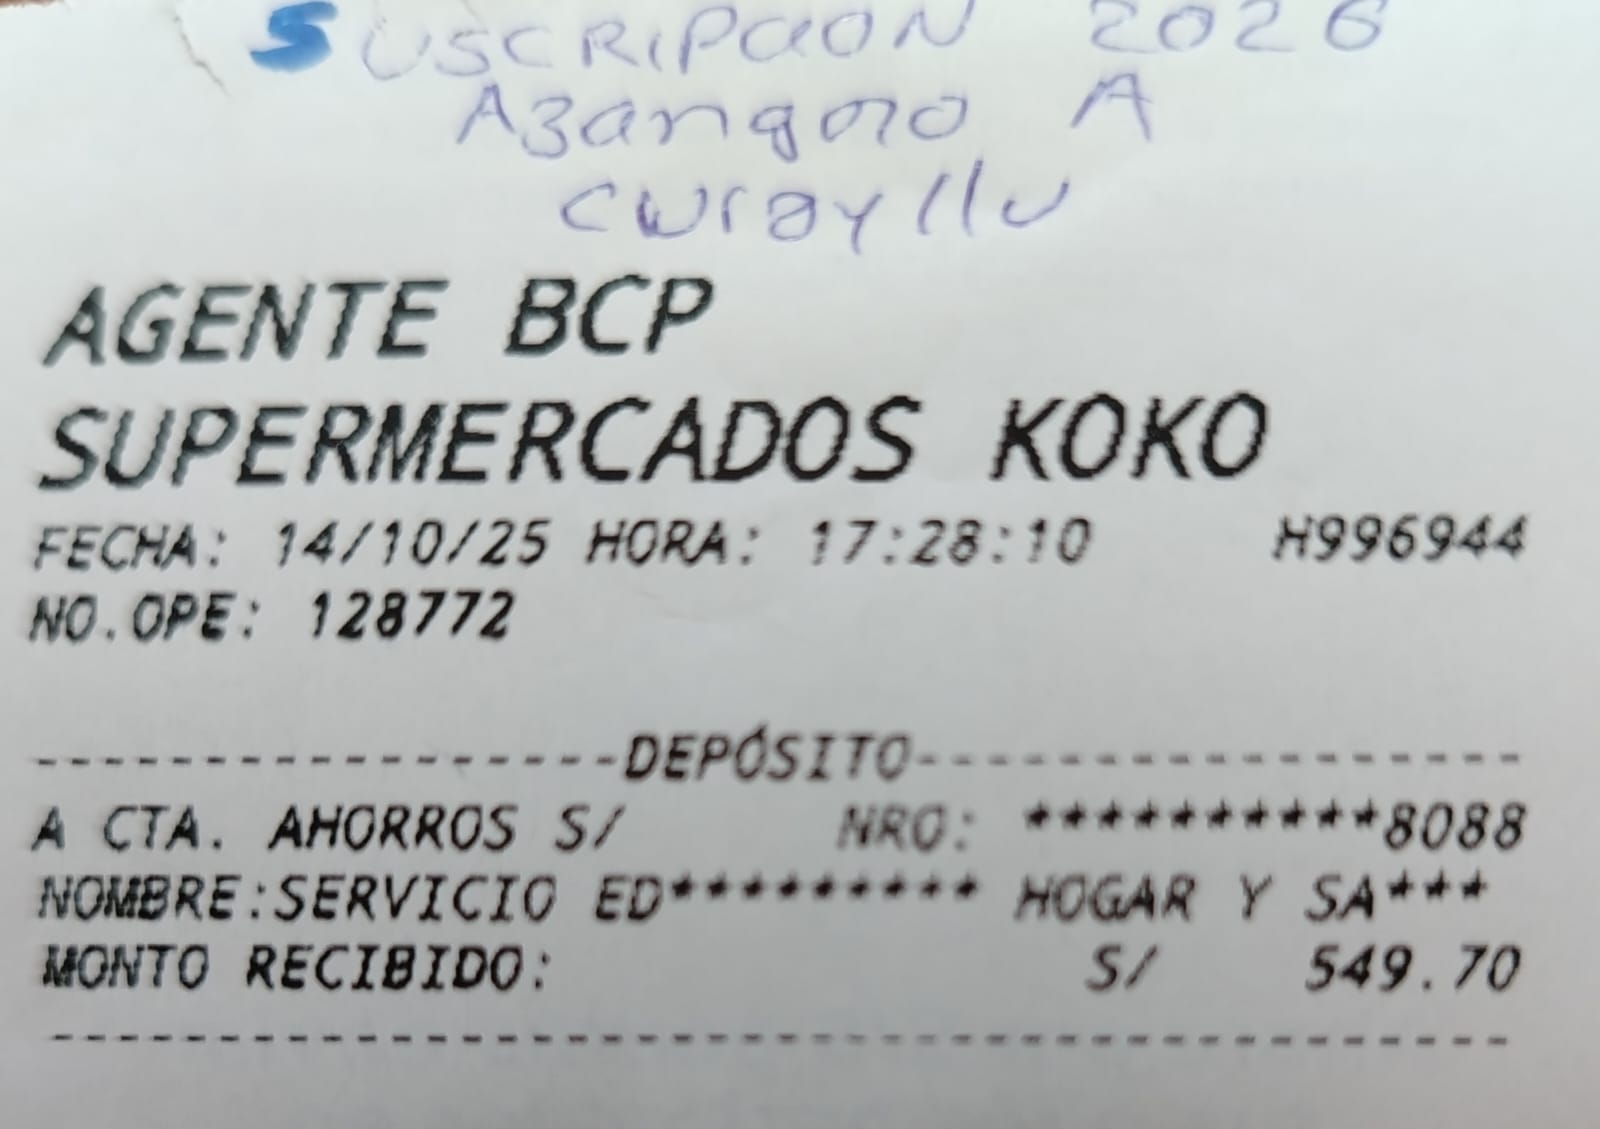 SUSCRIPCION 2026
Azangaro A
curayllu
AGENTE BCP
SUPERMERCADOS KOKO
FECHA: 14/10/25 HORA: 17:28:10 H996944
NO.OPE: 128772
-----------------DEPÓSITO------------------
A CTA. AHORROS S/ NRO: **********8088
NOMBRE:SERVICIO ED********* HOGAR Y SA***
MONTO RECIBIDO: S/ 549.70